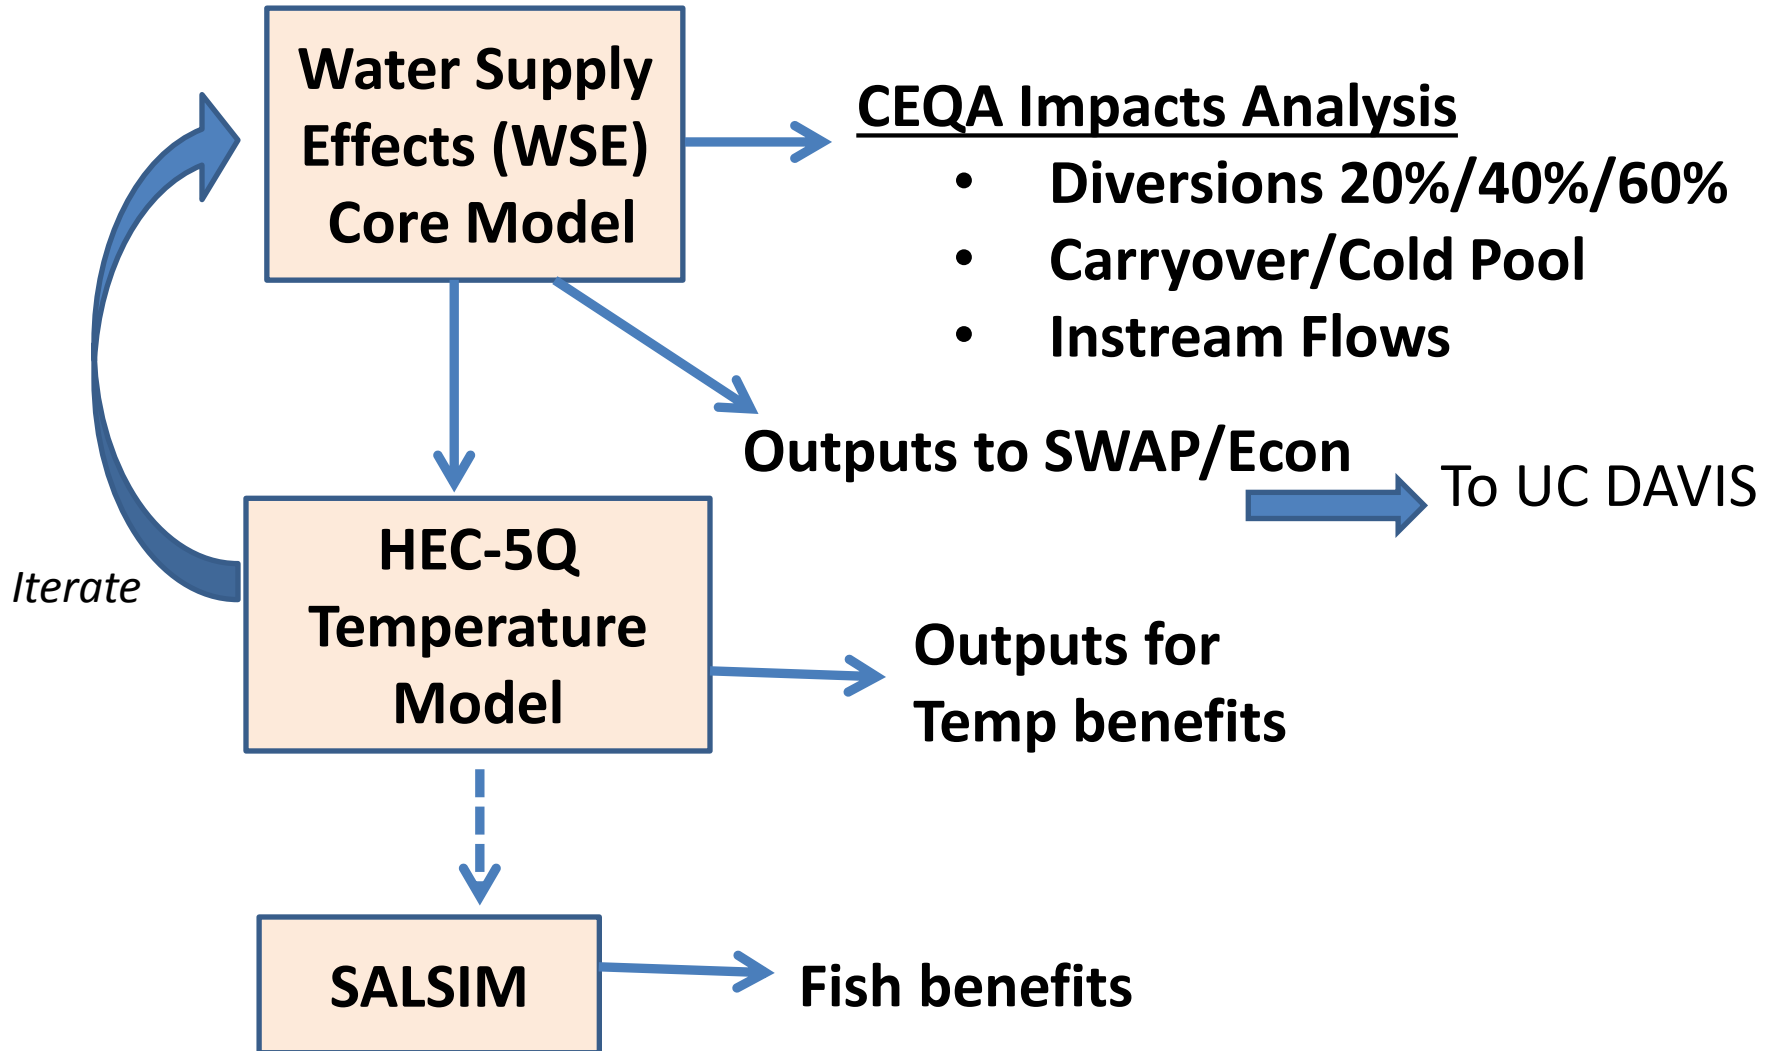 Water Supply
Effects (WSE)
Core Model
CEQA Impacts Analysis
• Diversions 20%/40%/60%
• Carryover/Cold Pool
• Instream Flows
Outputs to SWAP/Econ
To UC DAVIS
HEC-5Q
Temperature
Model
Iterate
Outputs for
Temp benefits
SALSIM
Fish benefits